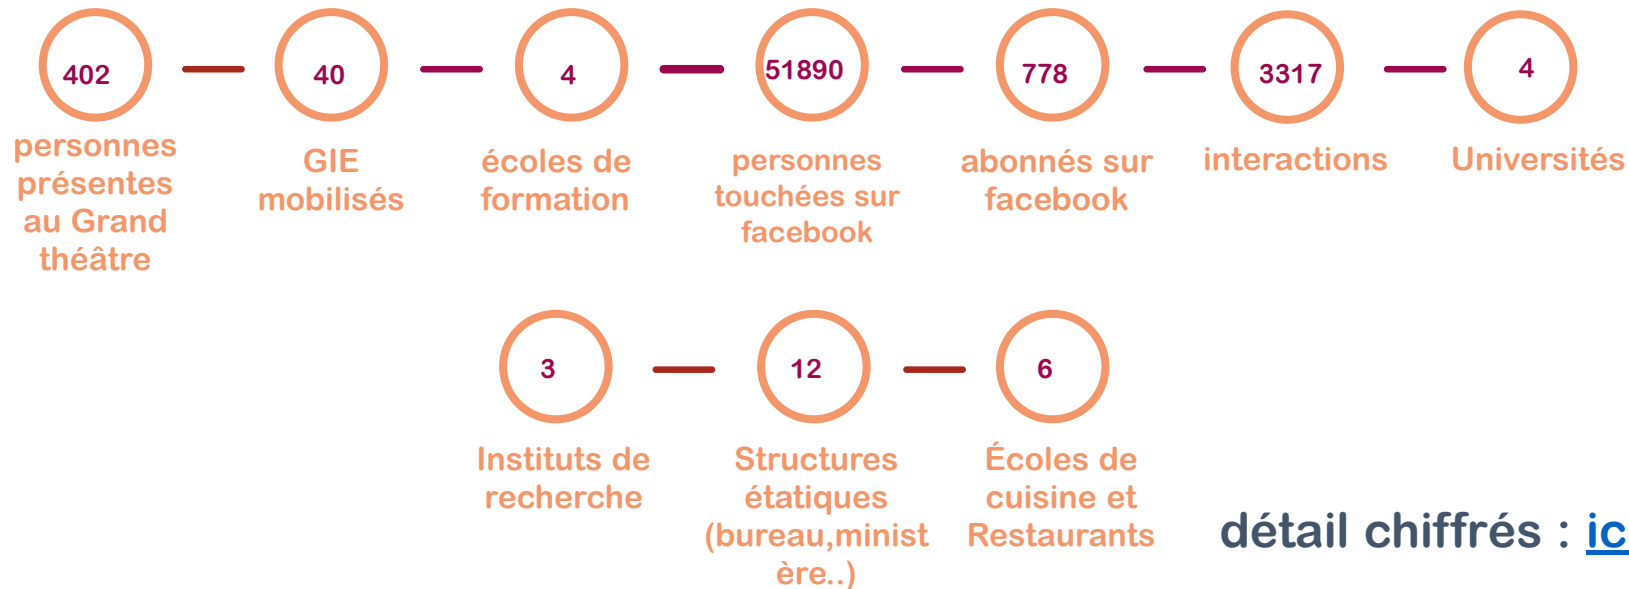 402
personnes
présentes
au Grand
théâtre
40
GIE
mobilisés
4
écoles de
formation
51890
personnes
touchées sur
facebook
778
abonnés sur
facebook
3317
interactions
4
Universités
3
Instituts de
recherche
12
Structures
étatiques
(bureau,minist
ère..)
6
Écoles de
cuisine et
Restaurants
détail chiffrés : ic